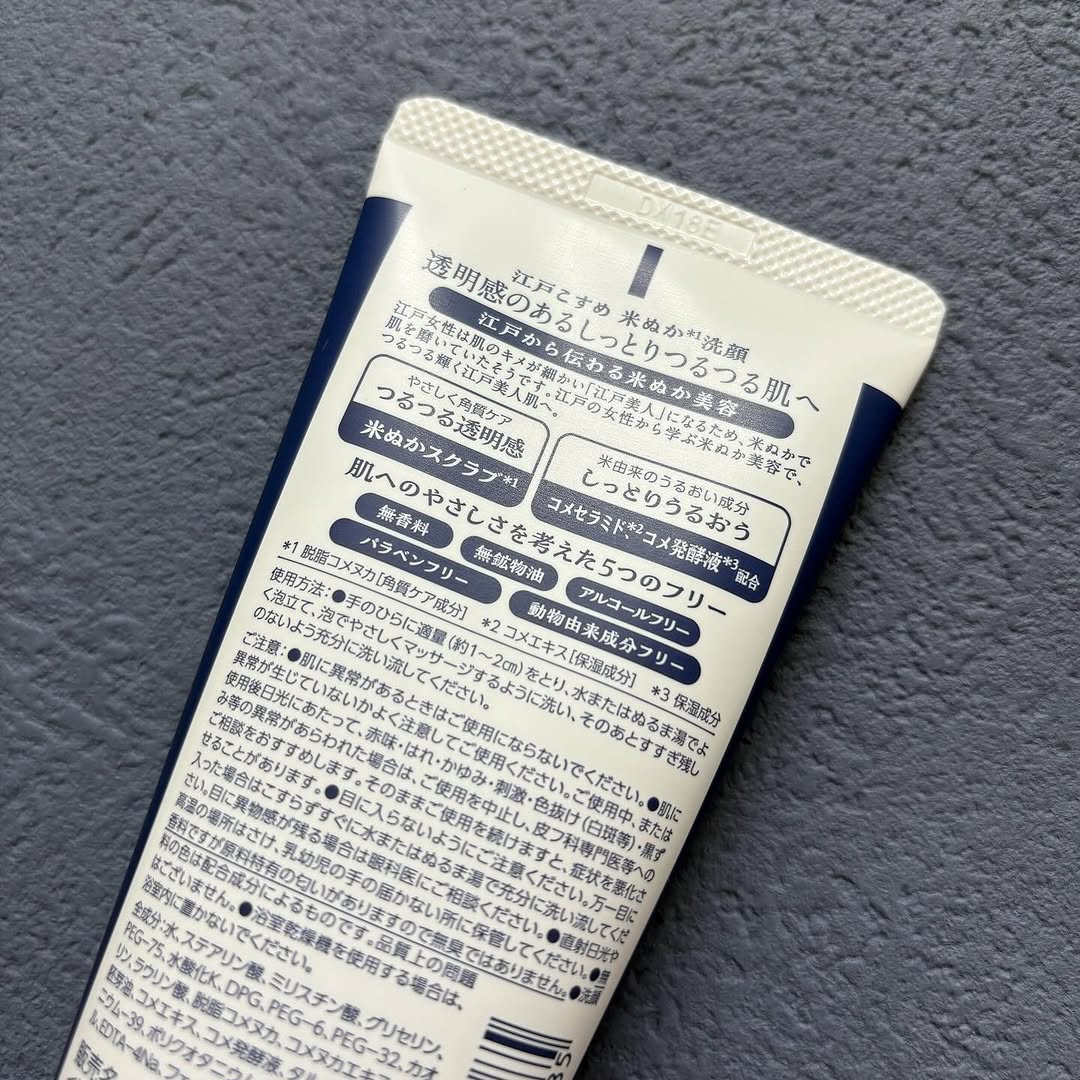 DX18E
江戸こすめ 米ぬか*1洗顔
透明感のあるしっとりつるつる肌へ
江戸から伝わる米ぬか美容
江戸女性は肌のキメが細かい「江戸美人」になるため、米ぬかで
肌を磨いていたそうです。江戸の女性から学ぶ米ぬか美容で、
つるつる輝く江戸美人肌へ。
やさしく角質ケア
つるつる透明感
米ぬかスクラブ*1
米由来のうるおい成分
しっとりうるおう
コメセラミド*2、コメ発酵液*3配合
肌へのやさしさを考えた5つのフリー
無香料
無鉱物油
アルコールフリー
パラベンフリー
動物由来成分フリー
*1 脱脂コメヌカ[角質ケア成分] *2 コメエキス[保湿成分] *3 保湿成分
使用方法:●手のひらに適量(約1~2㎝)をとり、水またはぬるま湯でよ
く泡立て、泡でやさしくマッサージするように洗い、そのあとすすぎ残し
のないよう充分に洗い流してください。
ご注意:●肌に異常があるときはご使用にならないでください。●肌に
異常が生じていないかよく注意してご使用ください。ご使用中、または
使用後日光にあたって、赤味・はれ・かゆみ・刺激・色抜け(白斑等)・黒ず
み等の異常があらわれた場合は、ご使用を中止し、皮フ科専門医等への
ご相談をおすすめします。そのままご使用を続けますと、症状を悪化さ
せることがあります。●目に入らないようにご注意ください。万一目に
入った場合はこすらずすぐに水またはぬるま湯で充分に洗い流してくだ
さい。目に異物感が残る場合は眼科医にご相談ください。●直射日光や
高温の場所はさけ、乳幼児の手の届かない所に保管してください。●無
香料ですが原料特有の匂いがありますので無臭ではありません。●洗顔
料の色は配合成分によるものです。品質上の問題
はございません。●浴室乾燥器を使用する場合は、
浴室内に置かないでください。
全成分:水、ステアリン酸、ミリスチン酸、グリセリン、
PEG-75、水酸化K、DPG、PEG-6、PEG-32、カオ
リン、ラウリン酸、脱脂コメヌカ、コメヌカエキス
胚芽油、コメエキス、コメ発酵液、タル
ニウム-39、ポリクオタニウム
ル、EDTA-4Na、フェ
販売